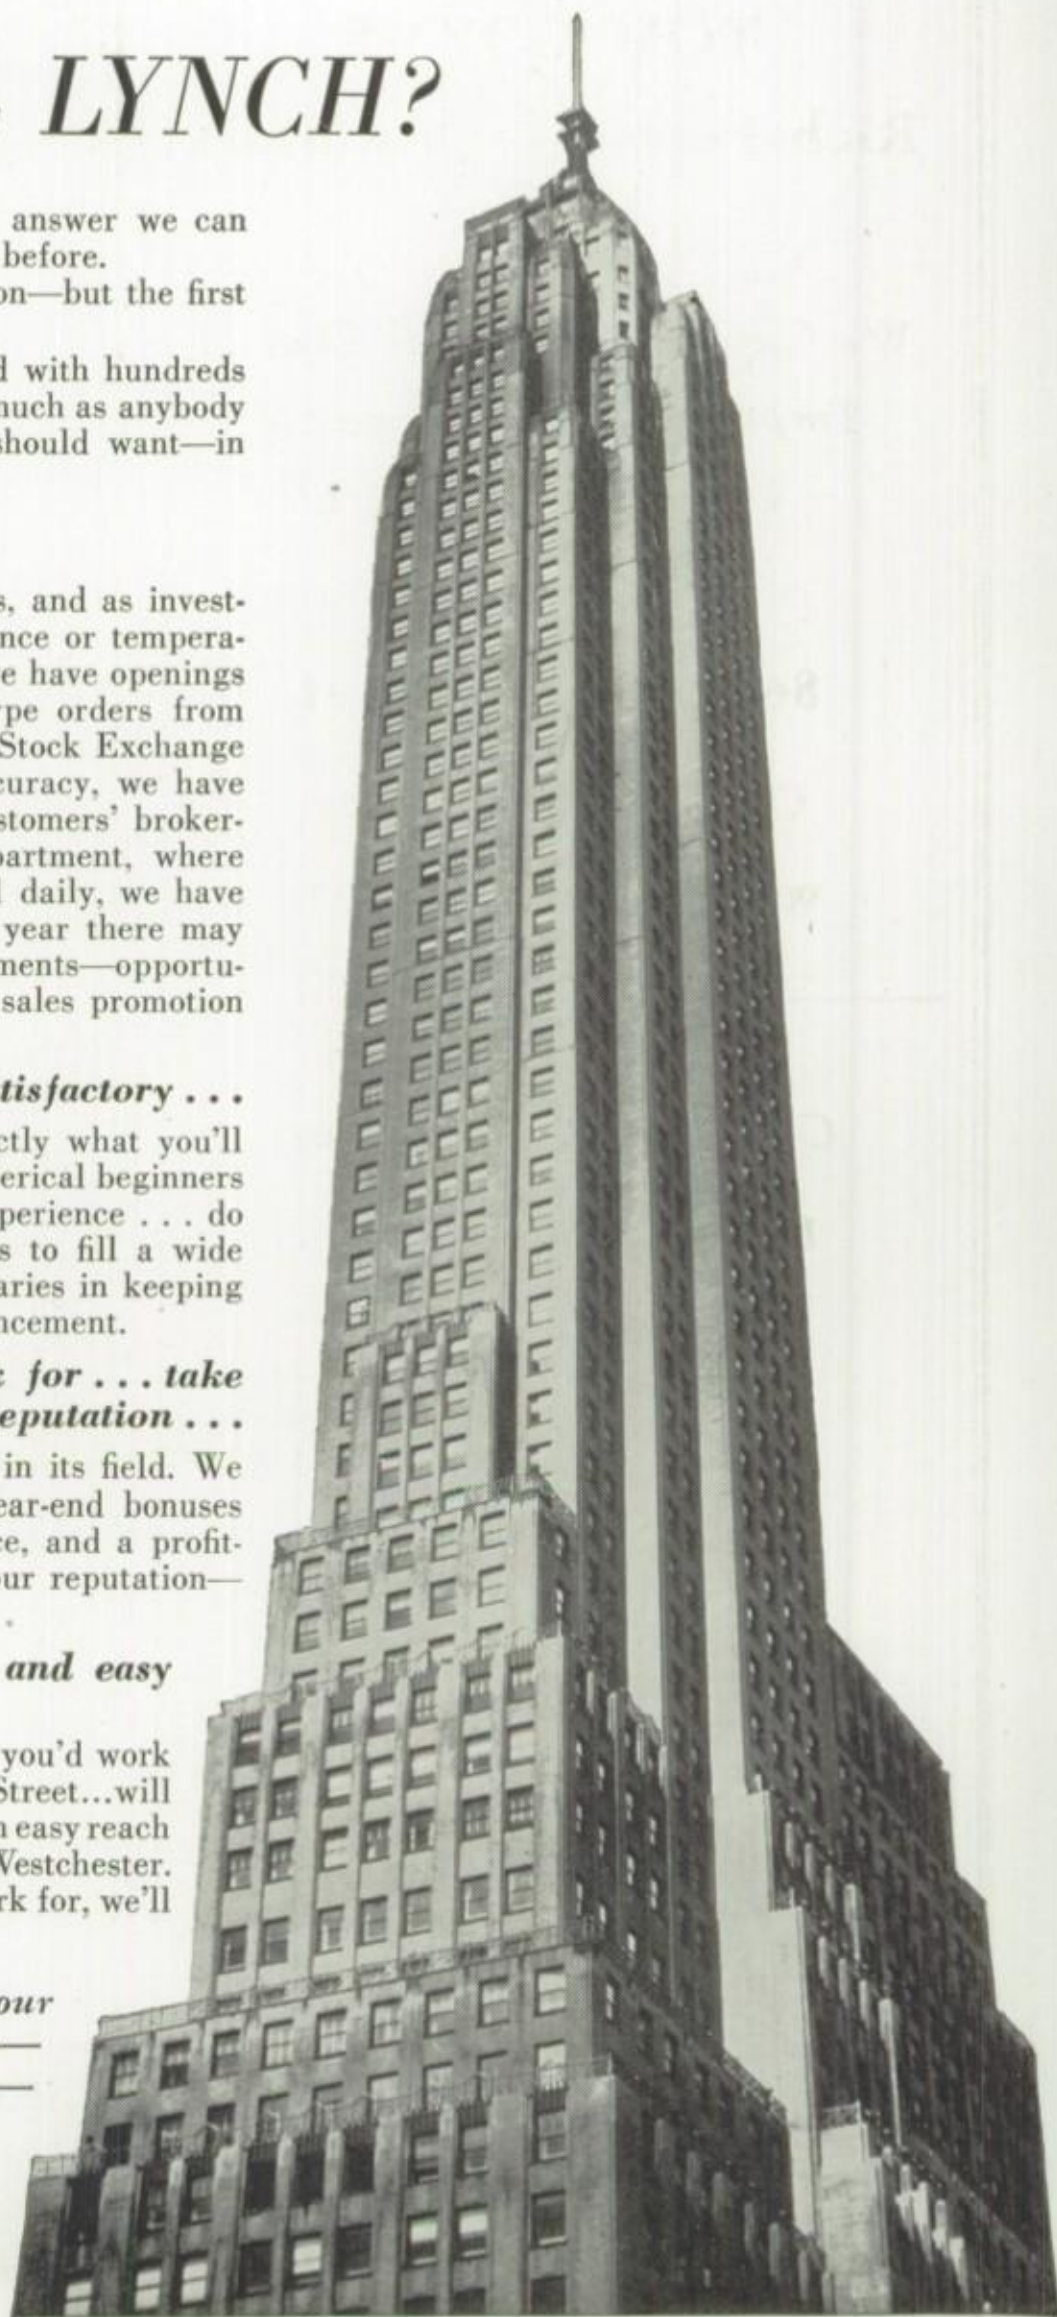 LYNCH?
answer we can
before.
on—but the first
with hundreds
much as anybody
should want—in
s, and as invest-
nce or tempera-
e have openings
ype orders from
Stock Exchange
curacy, we have
stomers' broker-
partment, where
daily, we have
year there may
ments—opportu-
sales promotion
tisfactory . . .
ctly what you'll
erical beginners
perience . . . do
s to fill a wide
aries in keeping
ncement.
for . . . take
eputation . . .
in its field. We
ear-end bonuses
ce, and a profit-
our reputation—
and easy
you'd work
Street...will
n easy reach
Westchester.
rk for, we'll
our